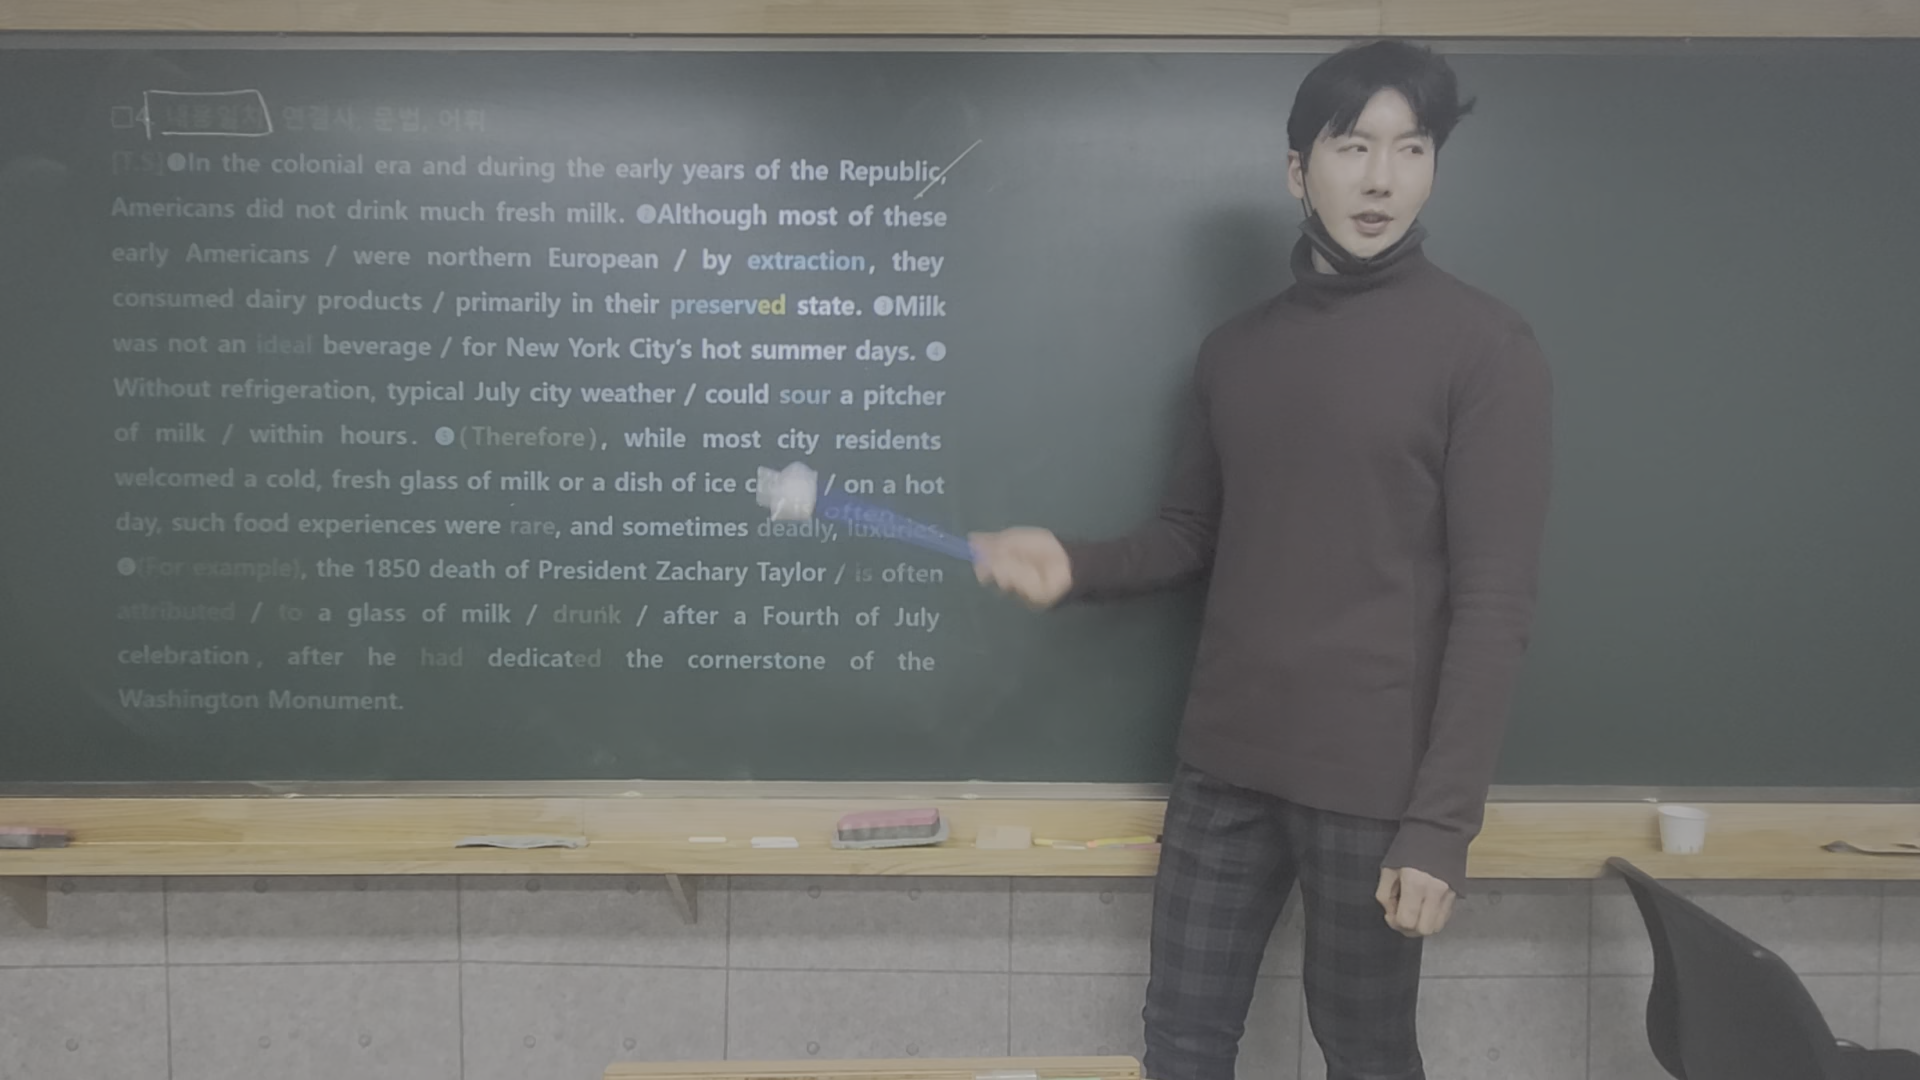 □4 내용일치, 연결사, 문법, 어휘
[T.S]❶In the colonial era and during the early years of the Republic,
Americans did not drink much fresh milk. ❷Although most of these
early Americans / were northern European / by extraction, they
consumed dairy products / primarily in their preserved state. ❸Milk
was not an ideal beverage / for New York City's hot summer days. ❹
Without refrigeration, typical July city weather / could sour a pitcher
of milk / within hours. ❺(Therefore), while most city residents
welcomed a cold, fresh glass of milk or a dish of ice / on a hot
day, such food experiences were rare, and sometimes deadly, luxuries.
often
❻(For example), the 1850 death of President Zachary Taylor / is often
attributed / to a glass of milk / drunk / after a Fourth of July
celebration, after he had dedicated the cornerstone of the
Washington Monument.